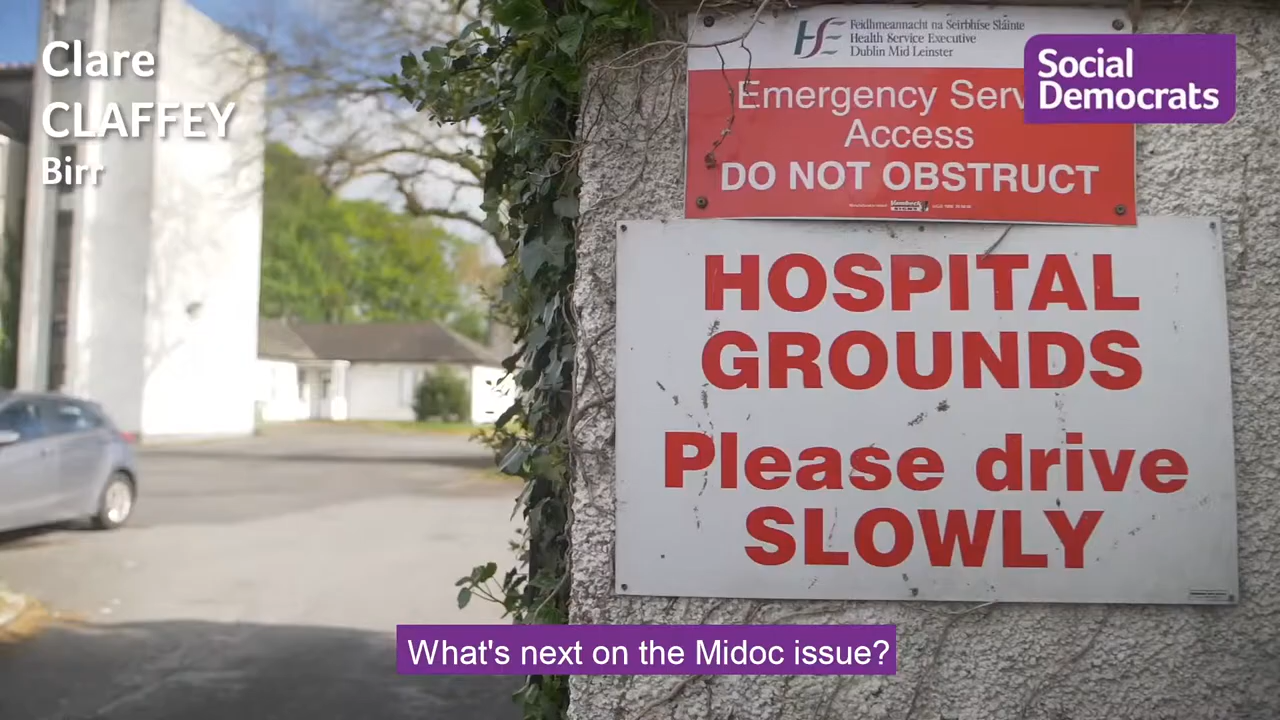 Clare
CLAFFEY
Birr
Feidhmeannacht na Seirbhíse Sláinte
Health Service Executive
Dublin Mid Leinster
Social
Democrats
Emergency Serv
Access
DO NOT OBSTRUCT
HOSPITAL
GROUNDS
Please drive
SLOWLY
What's next on the Midoc issue?